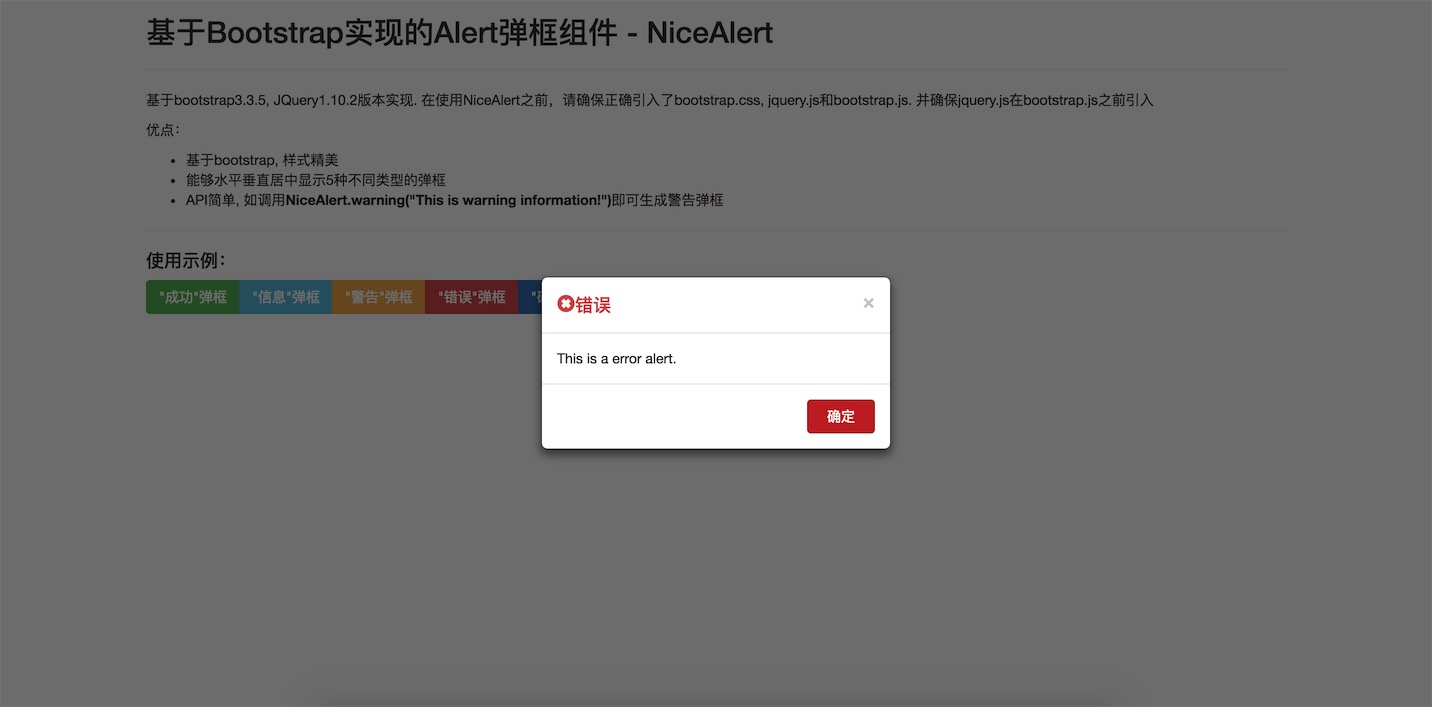 基于Bootstrap实现的Alert弹框组件 - NiceAlert
基于bootstrap3.3.5, JQuery1.10.2版本实现. 在使用NiceAlert之前，请确保正确引入了bootstrap.css, jquery.js和bootstrap.js. 并确保jquery.js在bootstrap.js之前引入
优点：
• 基于bootstrap, 样式精美
• 能够水平垂直居中显示5种不同类型的弹框
• API简单, 如调用NiceAlert.warning("This is warning information!")即可生成警告弹框
使用示例：
"成功"弹框 "信息"弹框 "警告"弹框 "错误"弹框
错误 ×
This is a error alert.
确定